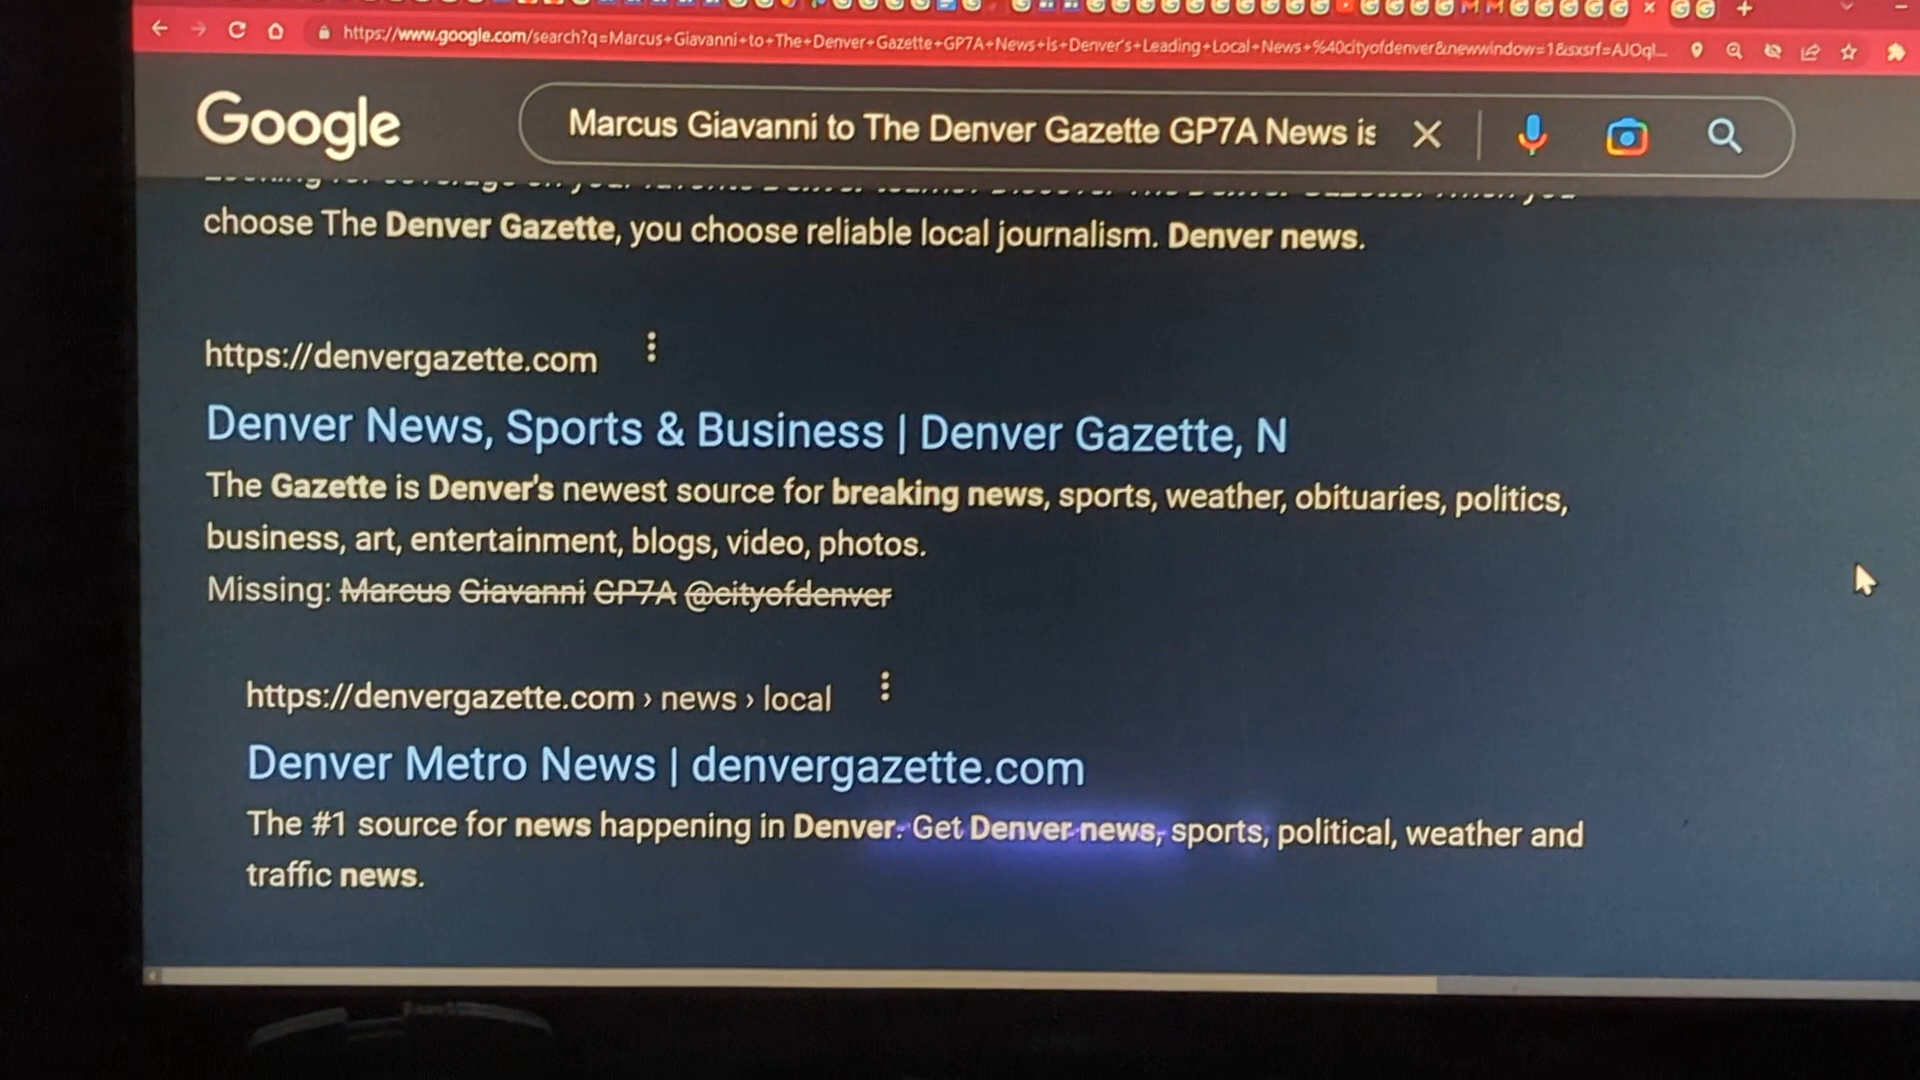 https://www.google.com/search?q=Marcus+Giavanni+to+The+Denver+Gazette+GP7A+News+is+Denver's+Leading+Local+News+%40cityofdenver&newwindow=1&sxsrf=AJOql...
Google
Marcus Giavanni to The Denver Gazette GP7A News is
choose The Denver Gazette, you choose reliable local journalism. Denver news.
https://denvergazette.com
Denver News, Sports & Business | Denver Gazette, N
The Gazette is Denver's newest source for breaking news, sports, weather, obituaries, politics,
business, art, entertainment, blogs, video, photos.
Missing: Marcus Giavanni GP7A @cityofdenver
https://denvergazette.com › news › local
Denver Metro News | denvergazette.com
The #1 source for news happening in Denver. Get Denver news, sports, political, weather and
traffic news.